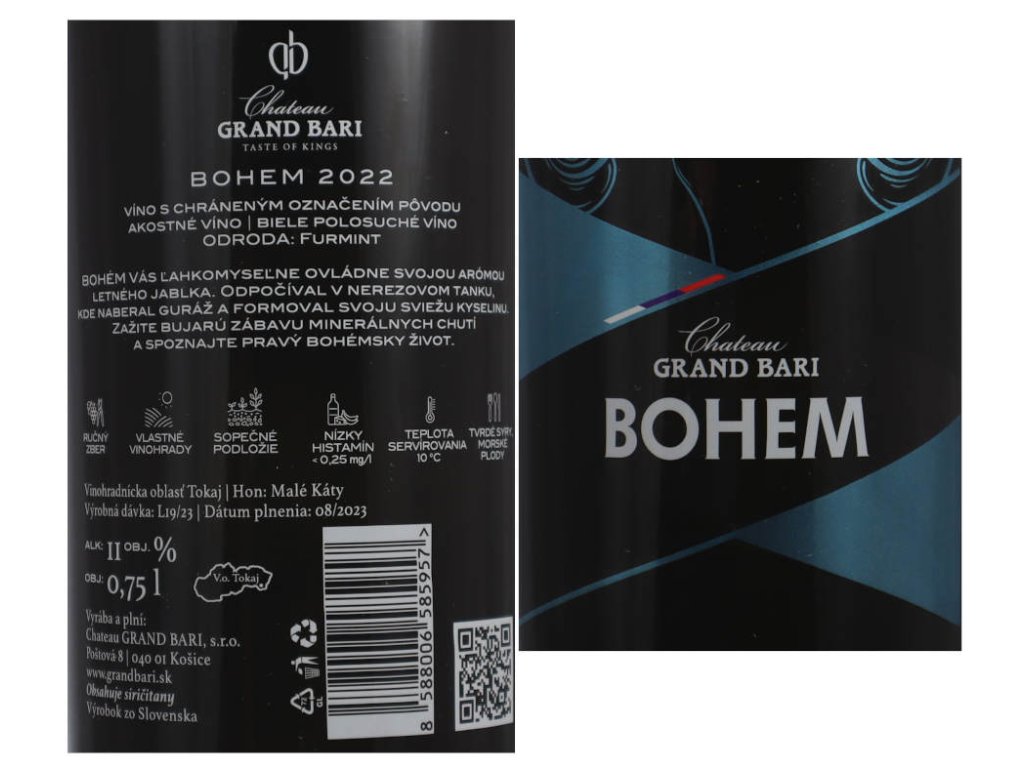 Chateau
GRAND BARI
TASTE OF KINGS
BOHEM 2022
VÍNO S CHRÁNENÝM OZNAČENÍM PÔVODU
AKOSTNÉ VÍNO | BIELE POLOSUCHÉ VÍNO
ODRODA: FURMINT
BOHÉM VÁS ĽAHKOMYSEĽNE OVLÁDNE SVOJOU ARÓMOU
LETNÉHO JABLKA. ODPOČÍVAL V NEREZOVOM TANKU,
KDE NABERAL GURÁŽ A FORMOVAL SVOJU SVIEŽU KYSELINU.
ZAŽITE BUJARÚ ZÁBAVU MINERÁLNYCH CHUTÍ
A SPOZNAJTE PRAVÝ BOHÉMSKY ŽIVOT.
RUČNÝ ZBER
VLASTNÉ VINOHRADY
SOPEČNÉ PODLOŽIE
NÍZKY HISTAMÍN < 0,25 mg/l
TEPLOTA SERVÍROVANIA 10 °C
TVRDÉ SYRY, MORSKÉ PLODY
Vinohradnícka oblasť Tokaj | Hon: Malé Káty
Výrobná dávka: L19/23 | Dátum plnenia: 08/2023
ALK: 11 OBJ. %
OBJ: 0,75 l
V.o. Tokaj
Vyrába a plní:
Chateau GRAND BARI, s.r.o.
Poštová 8 | 040 01 Košice
www.grandbari.sk
Obsahuje siričitany
Výrobok zo Slovenska
72
GL
8 588006 585957 >
Chateau
GRAND BARI
BOHEM